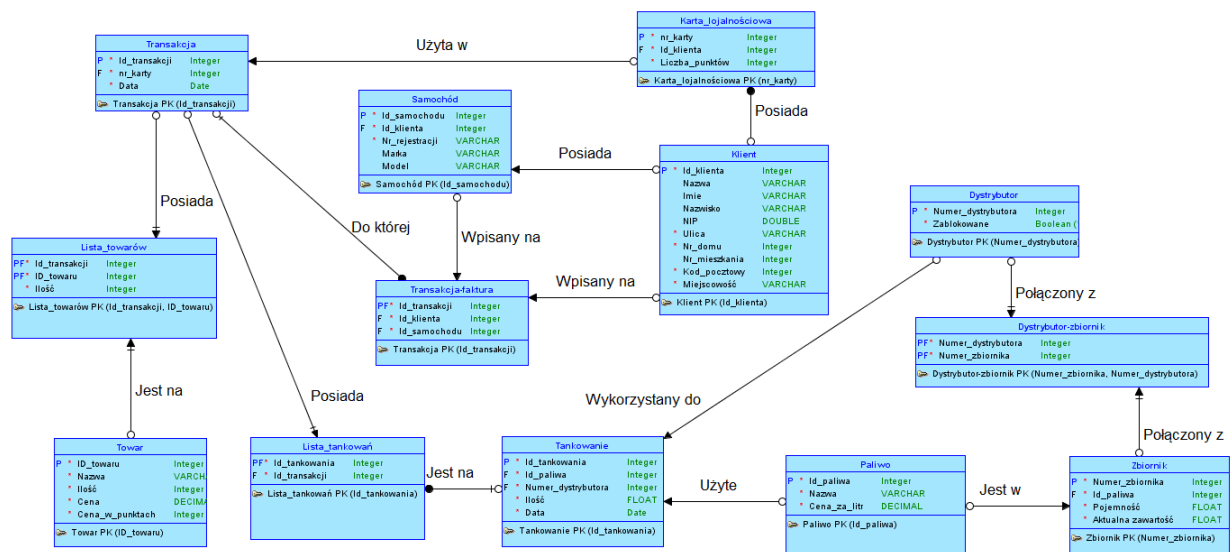 Karta_lojalnościowa
P * nr_karty Integer
F * Id_klienta Integer
* Liczba_punktów Integer
Karta_lojalnościowa PK (nr_karty)
Transakcja
P * Id_transakcji Integer
F * nr_karty Integer
* Data Date
Transakcja PK (Id_transakcji)
Użyta w
Samochód
P * Id_samochodu Integer
F * Id_klienta Integer
* Nr_rejestracji VARCHAR
Marka VARCHAR
Model VARCHAR
Samochód PK (Id_samochodu)
Posiada
Posiada
Klient
P * Id_klienta Integer
Nazwa VARCHAR
Imie VARCHAR
Nazwisko VARCHAR
NIP DOUBLE
* Ulica VARCHAR
* Nr_domu Integer
Nr_mieszkania Integer
* Kod_pocztowy Integer
* Miejscowość VARCHAR
Klient PK (Id_klienta)
Dystrybutor
P * Numer_dystrybutora Integer
* Zablokowane Boolean (
Dystrybutor PK (Numer_dystrybutora
Posiada
Do której
Wpisany na
Wpisany na
Połączony z
Lista_towarów
PF* Id_transakcji Integer
PF* ID_towaru Integer
* Ilość Integer
Lista_towarów PK (Id_transakcji, ID_towaru)
Transakcja-faktura
PF* Id_transakcji Integer
F * Id_klienta Integer
F * Id_samochodu Integer
Transakcja PK (Id_transakcji)
Dystrybutor-zbiornik
PF* Numer_dystrybutora Integer
PF* Numer_zbiornika Integer
Dystrybutor-zbiornik PK (Numer_zbiornika, Numer_dystrybutora)
Jest na
Posiada
Wykorzystany do
Połączony z
Towar
P * ID_towaru Integer
* Nazwa VARCH
* Ilość Integer
* Cena DECIMA
* Cena_w_punktach Integer
Towar PK (ID_towaru)
Lista_tankowań
PF* Id_tankowania Integer
F * Id_transakcji Integer
Lista_tankowań PK (Id_tankowania)
Jest na
Tankowanie
P * Id_tankowania Integer
F * Id_paliwa Integer
F * Numer_dystrybutora Integer
* Ilość FLOAT
* Data Date
Tankowanie PK (Id_tankowania)
Użyte
Paliwo
P * Id_paliwa Integer
* Nazwa VARCHAR
* Cena_za_litr DECIMAL
Paliwo PK (Id_paliwa)
Jest w
Zbiornik
P * Numer_zbiornika Integer
F * Id_paliwa Integer
* Pojemność FLOAT
* Aktualna zawartość FLOAT
Zbiornik PK (Numer_zbiornika)